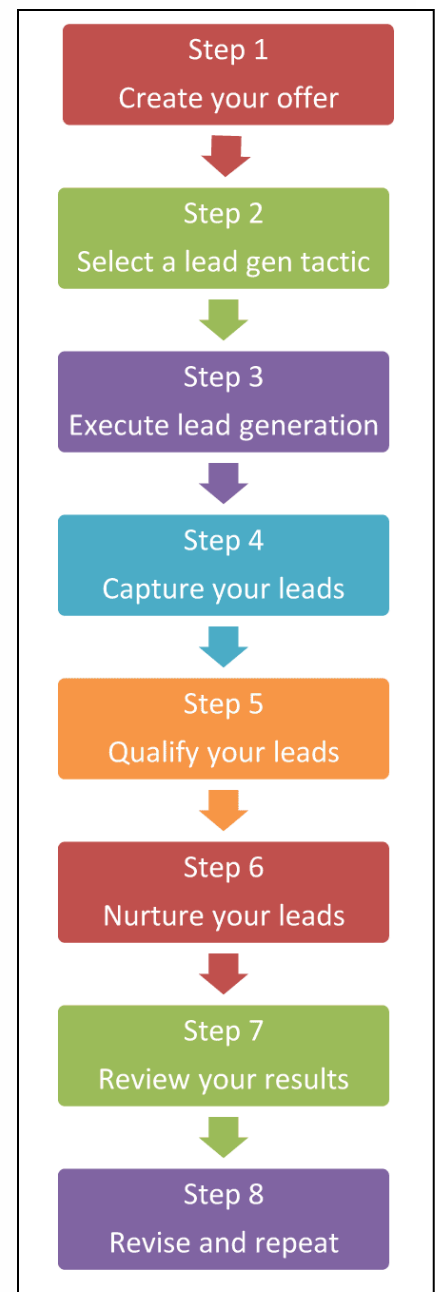 Step 1
Create your offer
Step 2
Select a lead gen tactic
Step 3
Execute lead generation
Step 4
Capture your leads
Step 5
Qualify your leads
Step 6
Nurture your leads
Step 7
Review your results
Step 8
Revise and repeat